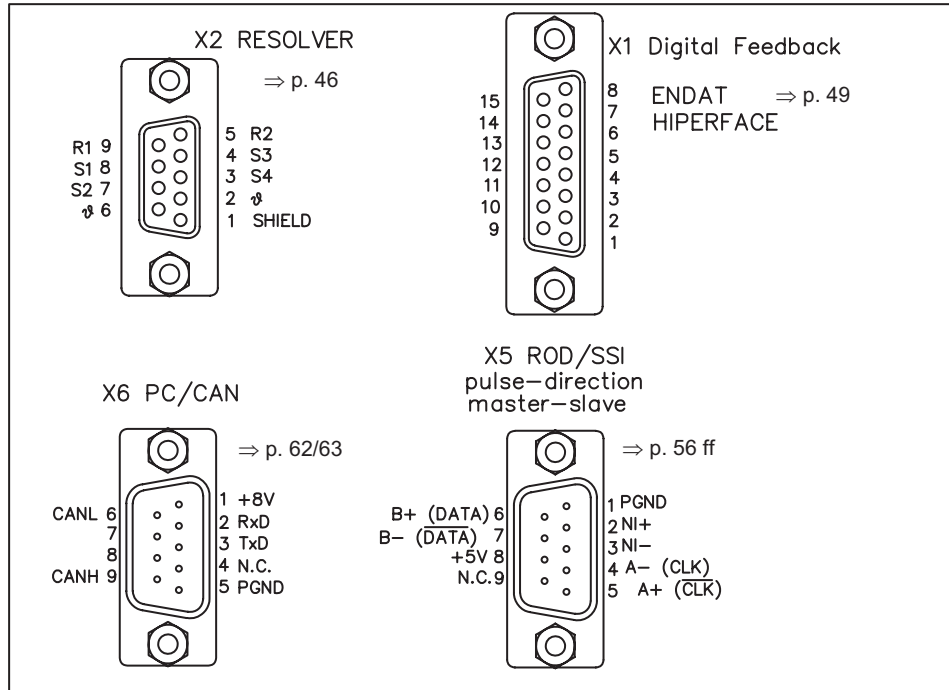 X2 RESOLVER
⇒ p. 46
R1 9
S1 8
S2 7
ϑ 6
5 R2
4 S3
3 S4
2 ϑ
1 SHIELD
X1 Digital Feedback
ENDAT ⇒ p. 49
HIPERFACE
15
14
13
12
11
10
9
8
7
6
5
4
3
2
1
X6 PC/CAN
⇒ p. 62/63
CANL 6
7
8
CANH 9
1 +8V
2 RxD
3 TxD
4 N.C.
5 PGND
X5 ROD/SSI
pulse-direction
master-slave
⇒ p. 56 ff
B+ (DATA) 6
B- (D̅A̅T̅A̅) 7
+5V 8
N.C. 9
1 PGND
2 NI+
3 NI-
4 A- (CLK)
5 A+ (C̅L̅K̅)